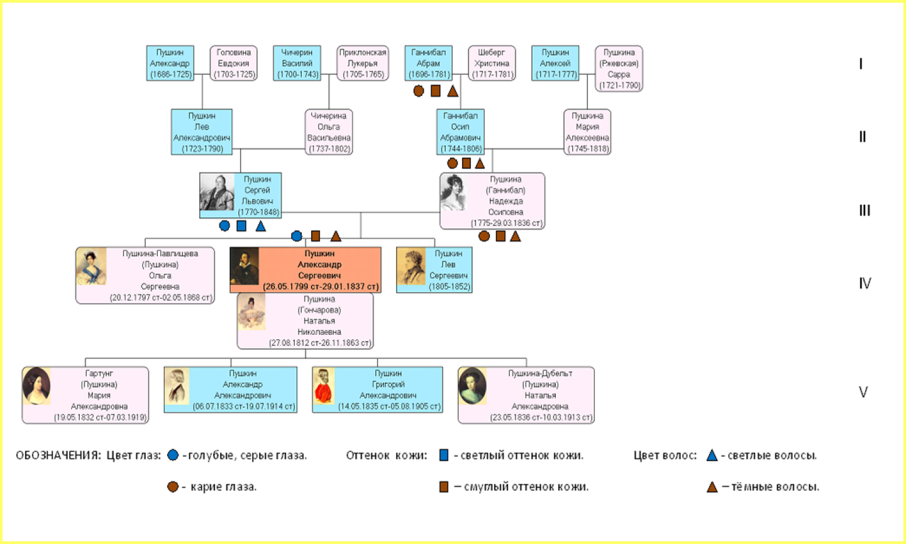 Пушкин
Александр
(1686-1725)
Головина
Евдокия
(1703-1725)
Чичерин
Василий
(1700-1743)
Приклонская
Лукерья
(1705-1765)
Ганнибал
Абрам
(1696-1781)
Шеберг
Христина
(1717-1781)
Пушкин
Алексей
(1717-1777)
Пушкина
(Ржевская)
Сарра
(1721-1790)
I
Пушкин
Лев
Александрович
(1723-1790)
Чичерина
Ольга
Васильевна
(1737-1802)
Ганнибал
Осип
Абрамович
(1744-1806)
Пушкина
Мария
Алексеевна
(1745-1818)
II
Пушкин
Сергей
Львович
(1770-1848)
Пушкина
(Ганнибал)
Надежда
Осиповна
(1775-29.03.1836 ст)
III
Пушкина-Павлищева
(Пушкина)
Ольга
Сергеевна
(20.12.1797 ст-02.05.1868 ст)
Пушкин
Александр
Сергеевич
(26.05.1799 ст-29.01.1837 ст)
Пушкин
Лев
Сергеевич
(1805-1852)
IV
Пушкина
(Гончарова)
Наталья
Николаевна
(27.08.1812 ст-26.11.1863 ст)
Гартунг
(Пушкина)
Мария
Александровна
(19.05.1832 ст-07.03.1919)
Пушкин
Александр
Александрович
(06.07.1833 ст-19.07.1914 ст)
Пушкин
Григорий
Александрович
(14.05.1835 ст-05.08.1905 ст)
Пушкина-Дубельт
(Пушкина)
Наталья
Александровна
(23.05.1836 ст-10.03.1913 ст)
V
ОБОЗНАЧЕНИЯ: Цвет глаз: -голубые, серые глаза. Оттенок кожи: - светлый оттенок кожи. Цвет волос: - светлые волосы.
- карие глаза. – смуглый оттенок кожи. – тёмные волосы.